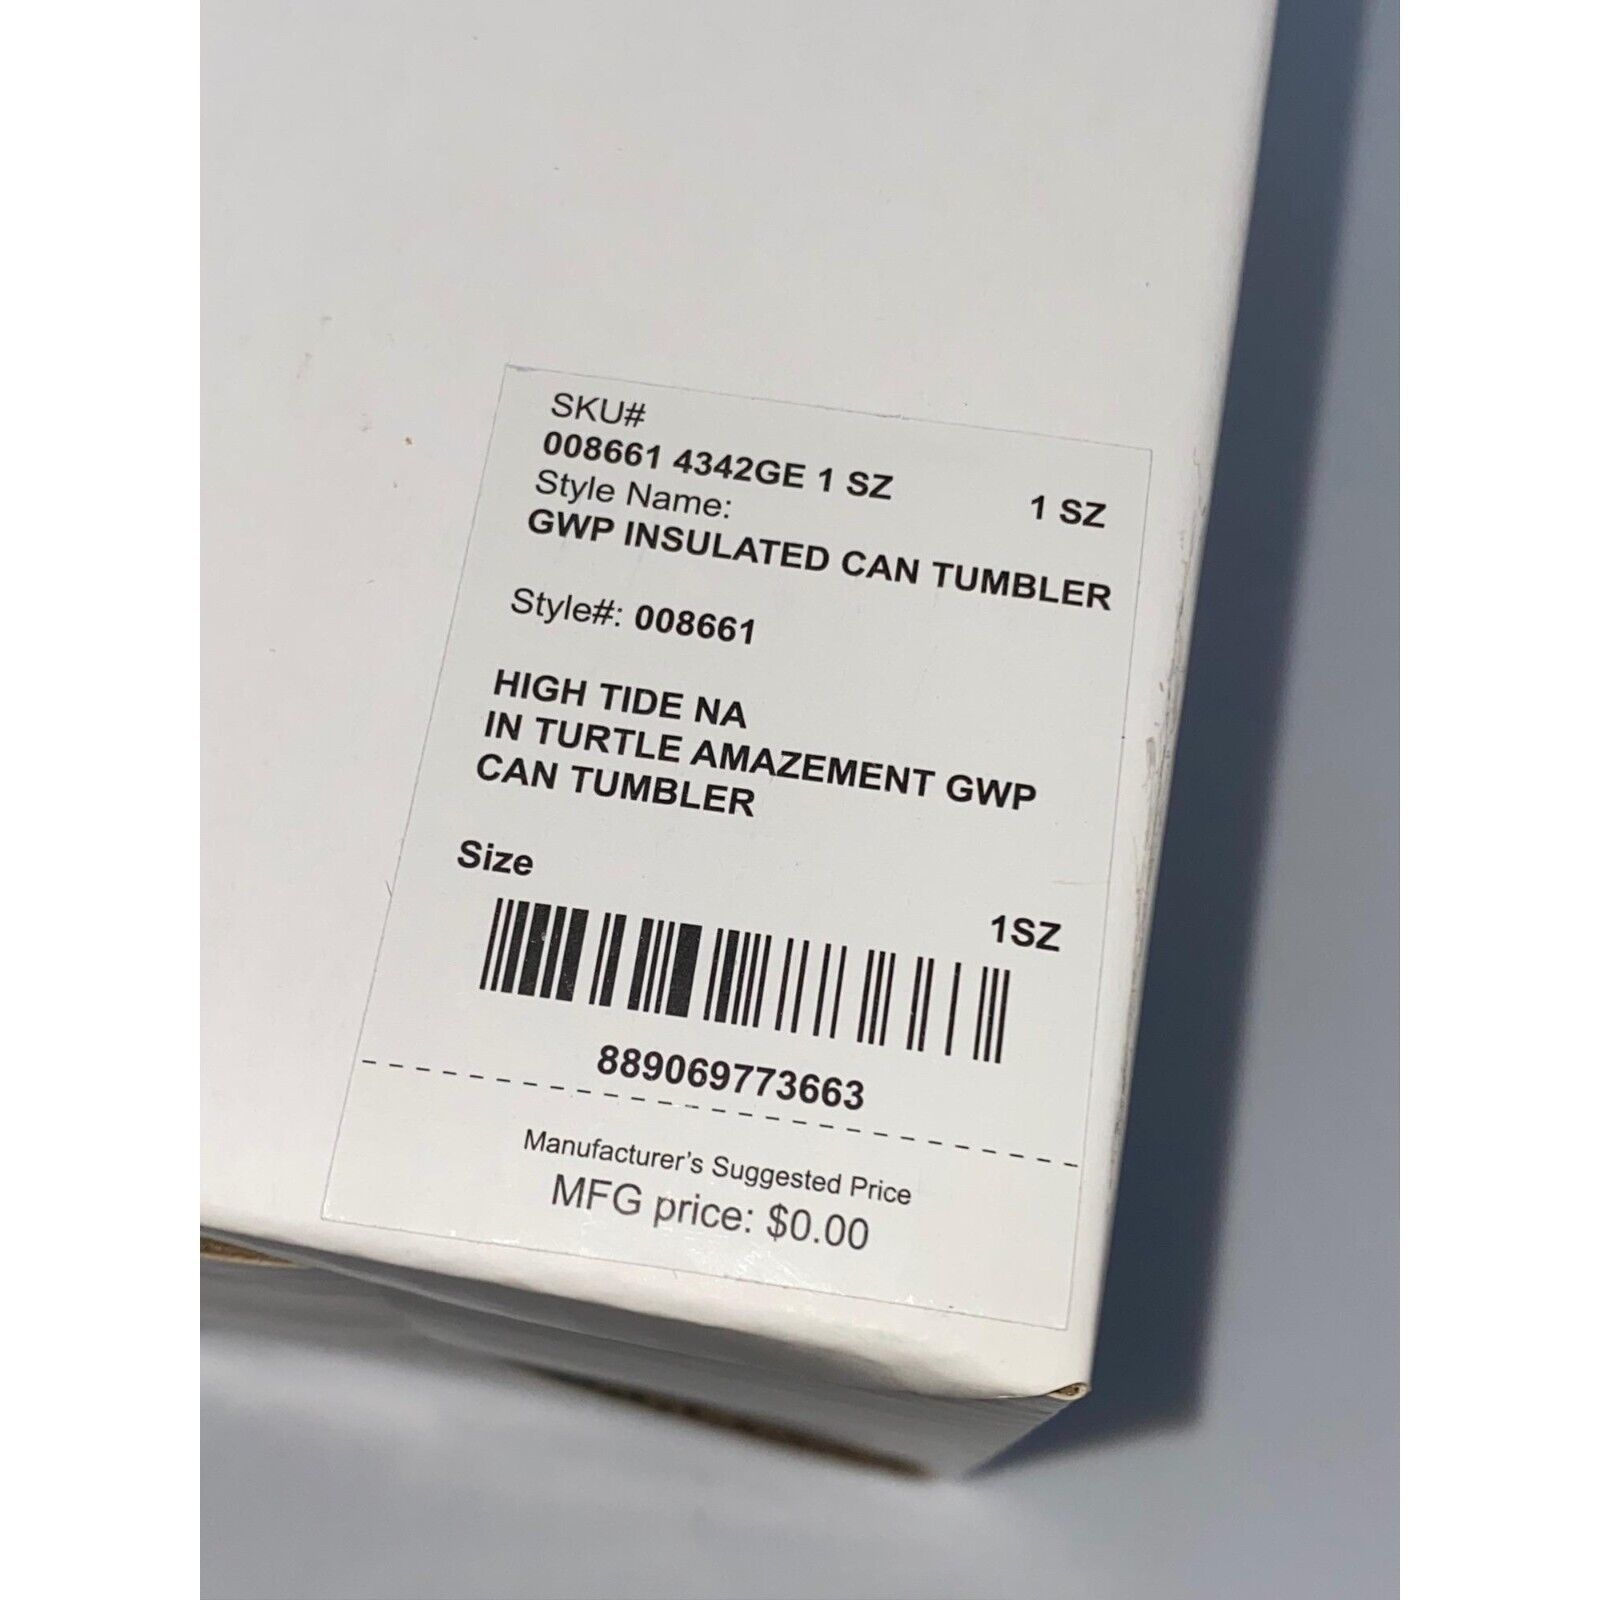 SKU#
008661 4342GE 1 SZ 1 SZ
Style Name:
GWP INSULATED CAN TUMBLER
Style#: 008661
HIGH TIDE NA
IN TURTLE AMAZEMENT GWP
CAN TUMBLER
Size
1SZ
889069773663
Manufacturer's Suggested Price
MFG price: $0.00